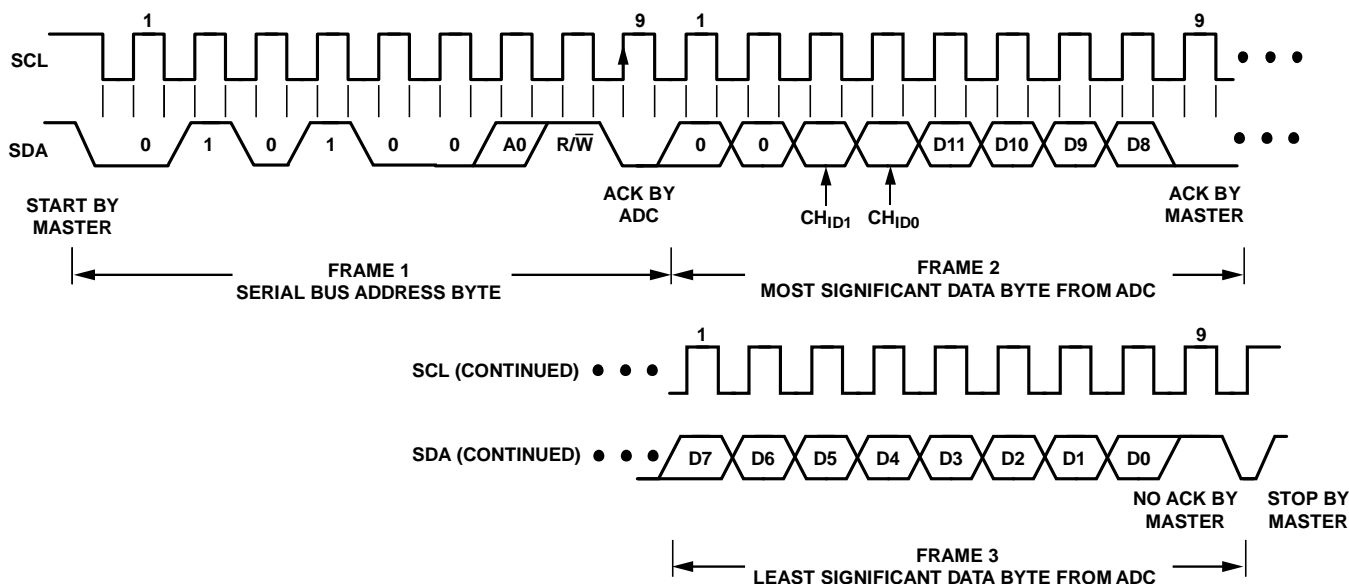 1 9 1 9
SCL
SDA
0 1 0 1 0 0 A0 R/W̅ 0 0 D11 D10 D9 D8
START BY
MASTER
ACK BY
ADC
CH_ID1 CH_ID0
ACK BY
MASTER
FRAME 1
SERIAL BUS ADDRESS BYTE
FRAME 2
MOST SIGNIFICANT DATA BYTE FROM ADC
1 9
SCL (CONTINUED)
SDA (CONTINUED)
D7 D6 D5 D4 D3 D2 D1 D0
NO ACK BY
MASTER
STOP BY
MASTER
FRAME 3
LEAST SIGNIFICANT DATA BYTE FROM ADC